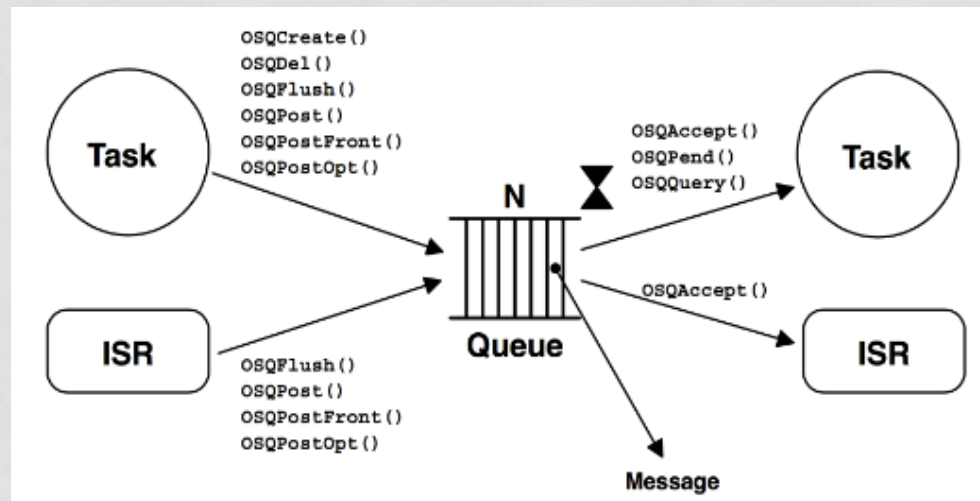 OSQCreate()
OSQDel()
OSQFlush()
OSQPost()
OSQPostFront()
OSQPostOpt()
Task
OSQAccept()
OSQPend()
OSQQuery()
Task
N
Queue
ISR
OSQFlush()
OSQPost()
OSQPostFront()
OSQPostOpt()
OSQAccept()
ISR
Message